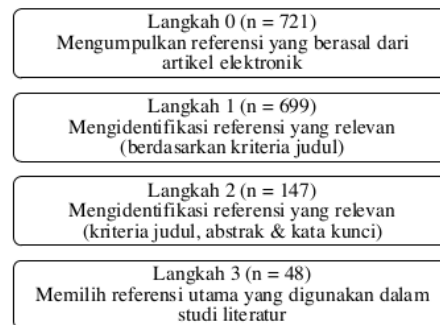 Langkah 0 (n = 721)
Mengumpulkan referensi yang berasal dari
artikel elektronik
Langkah 1 (n = 699)
Mengidentifikasi referensi yang relevan
(berdasarkan kriteria judul)
Langkah 2 (n = 147)
Mengidentifikasi referensi yang relevan
(kriteria judul, abstrak & kata kunci)
Langkah 3 (n = 48)
Memilih referensi utama yang digunakan dalam
studi literatur